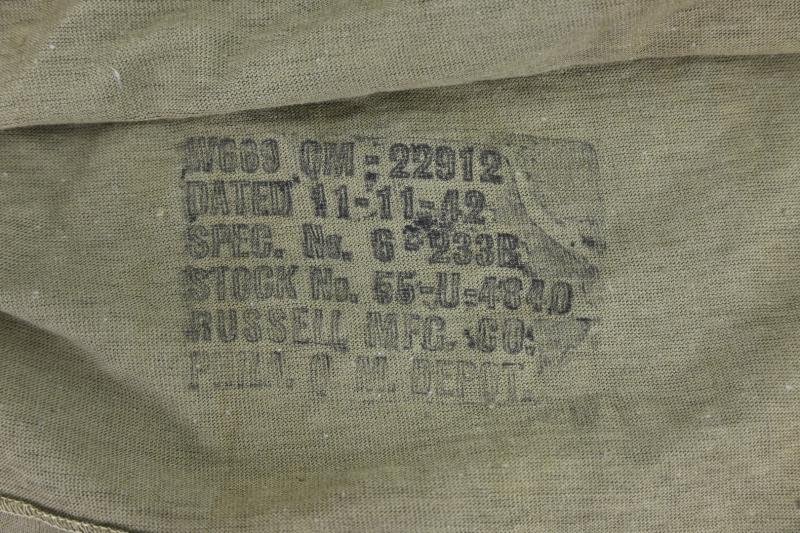 W669 QM-22912
DATED 11-11-42
SPEC. No. 6-233B
STOCK No. 55-U-4840
RUSSELL MFG. CO.
PHILA. Q M. DEPOT.